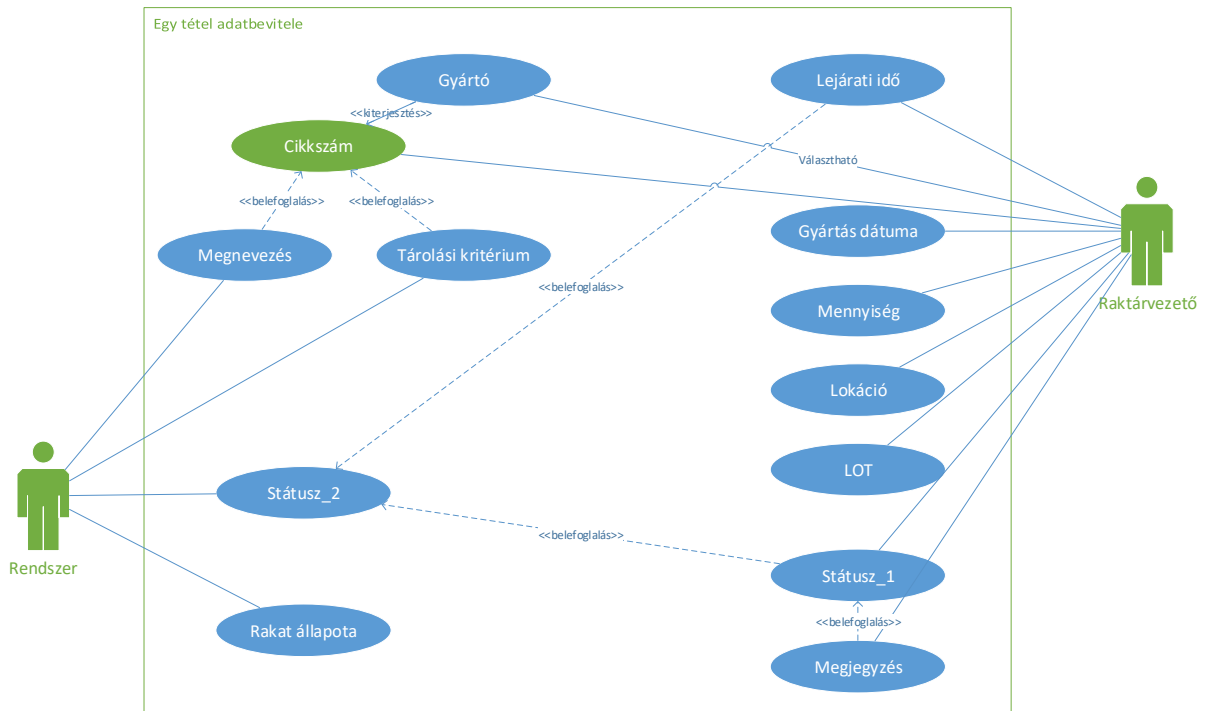 Egy tétel adatbevitele
Gyártó
Lejárati idő
<<kiterjesztés>>
Cikkszám
Választható
<<belefoglalás>>
<<belefoglalás>>
Gyártás dátuma
Megnevezés
Tárolási kritérium
<<belefoglalás>>
Raktárvezető
Mennyiség
Lokáció
LOT
Státusz_2
<<belefoglalás>>
Rendszer
Státusz_1
<<belefoglalás>>
Rakat állapota
Megjegyzés